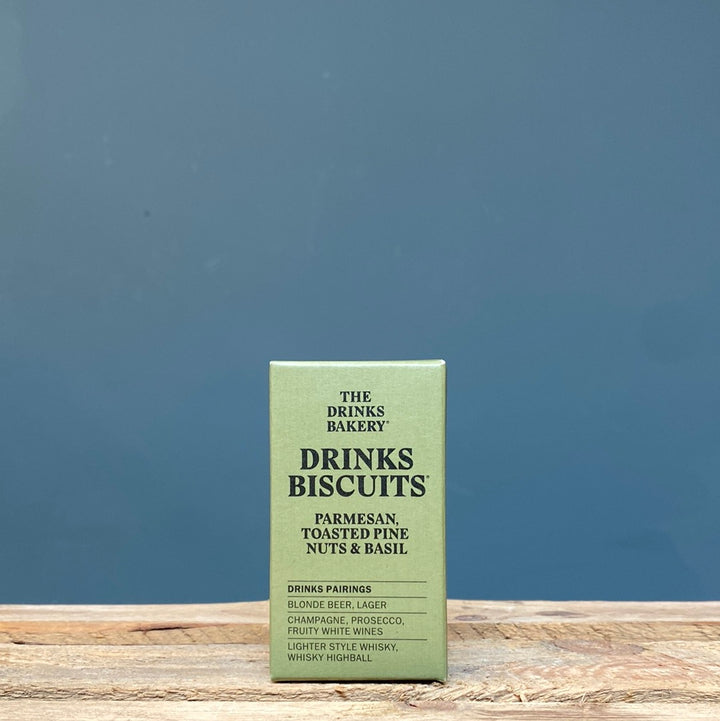 THE
DRINKS
BAKERY®
DRINKS
BISCUITS®
PARMESAN,
TOASTED PINE
NUTS & BASIL
DRINKS PAIRINGS
BLONDE BEER, LAGER
CHAMPAGNE, PROSECCO,
FRUITY WHITE WINES
LIGHTER STYLE WHISKY,
WHISKY HIGHBALL